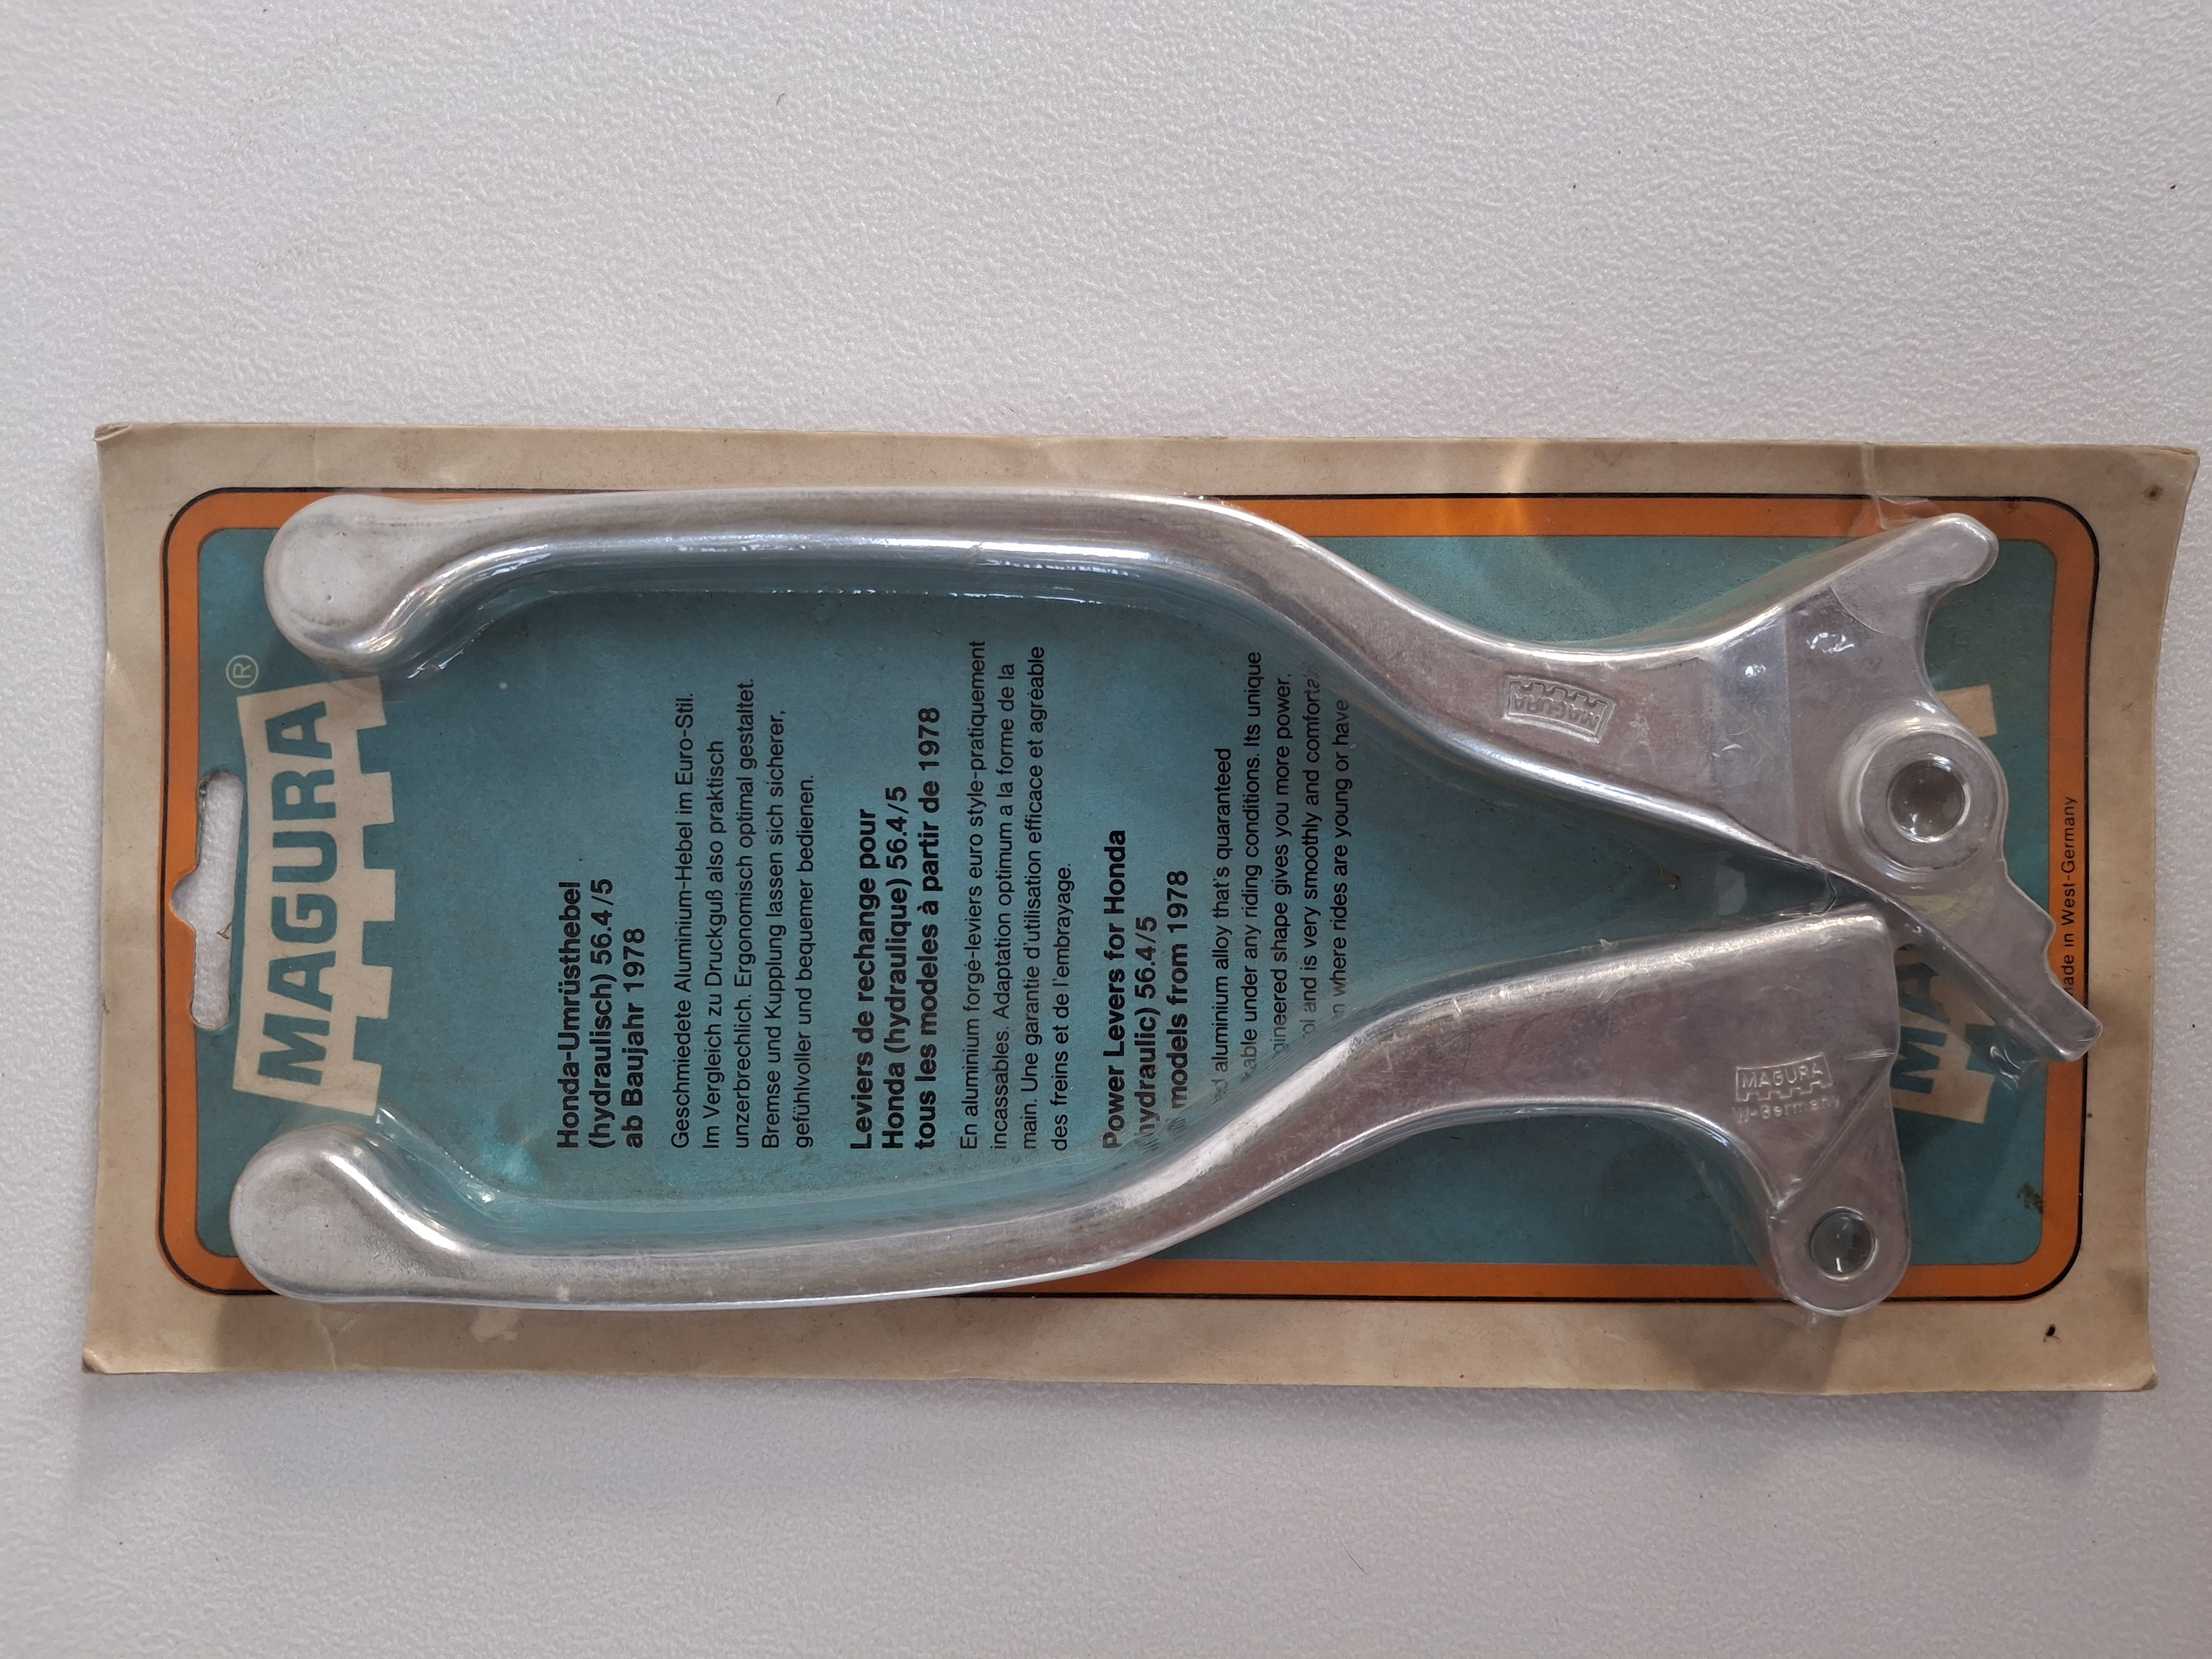 MAGURA ®
Honda-Umrüsthebel
(hydraulisch) 56.4/5
ab Baujahr 1978
Geschmiedete Aluminium-Hebel im Euro-Stil.
Im Vergleich zu Druckguß also praktisch
unzerbrechlich. Ergonomisch optimal gestaltet.
Bremse und Kupplung lassen sich sicherer,
gefühlvoller und bequemer bedienen.
Leviers de rechange pour
Honda (hydraulique) 56.4/5
tous les modeles à partir de 1978
En aluminium forgé-leviers euro style-pratiquement
incassables. Adaptation optimum a la forme de la
main. Une garantie d'utilisation efficace et agréable
des freins et de l'embrayage.
Power Levers for Honda
(hydraulic) 56.4/5
models from 1978
aluminium alloy that's quaranteed
under any riding conditions. Its unique
shape gives you more power,
and is very smoothly and
where rides are young or have
MAGURA
MAGURA
W-Germany
made in West-Germany